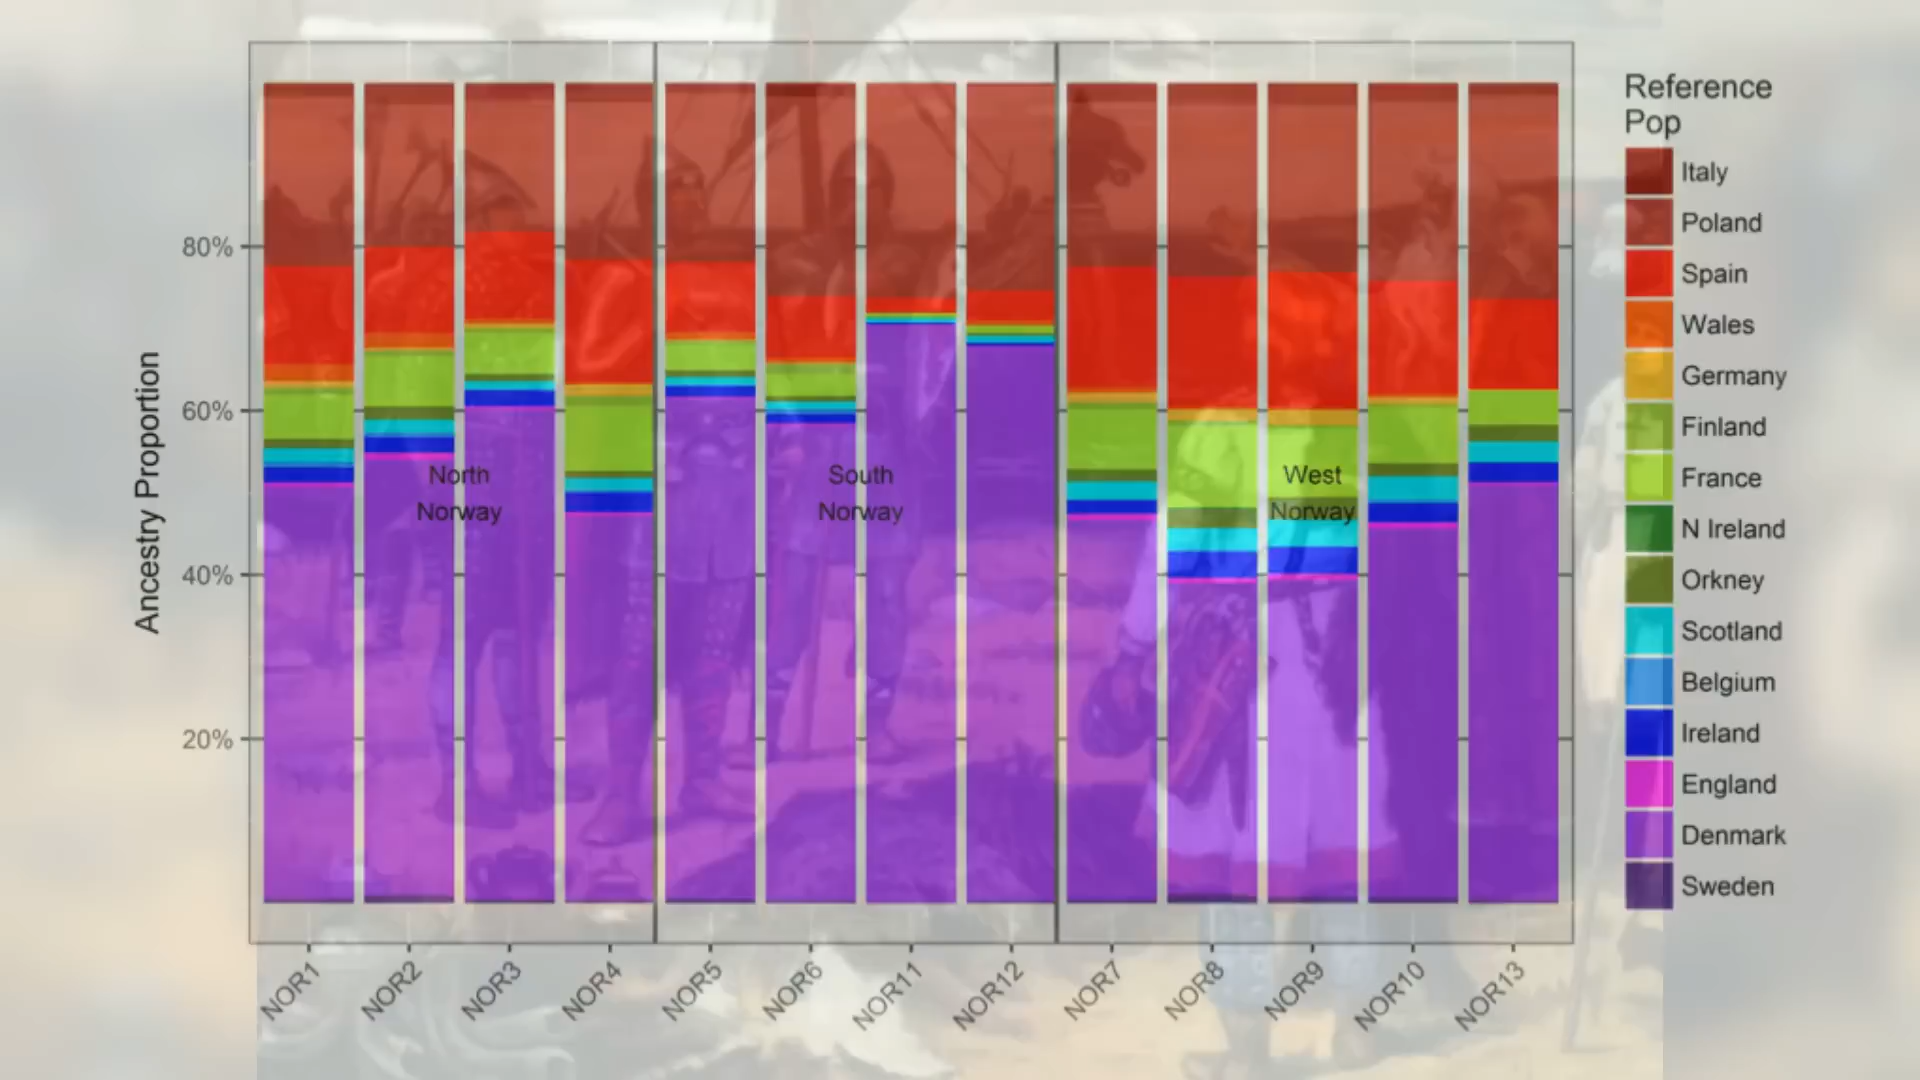 Reference
Pop
Italy
Poland
Spain
Wales
Germany
Finland
France
N Ireland
Orkney
Scotland
Belgium
Ireland
England
Denmark
Sweden
Ancestry Proportion
80%
60%
40%
20%
North
Norway
South
Norway
West
Norway
NOR1
NOR2
NOR3
NOR4
NOR5
NOR6
NOR11
NOR12
NOR7
NOR8
NOR9
NOR10
NOR13